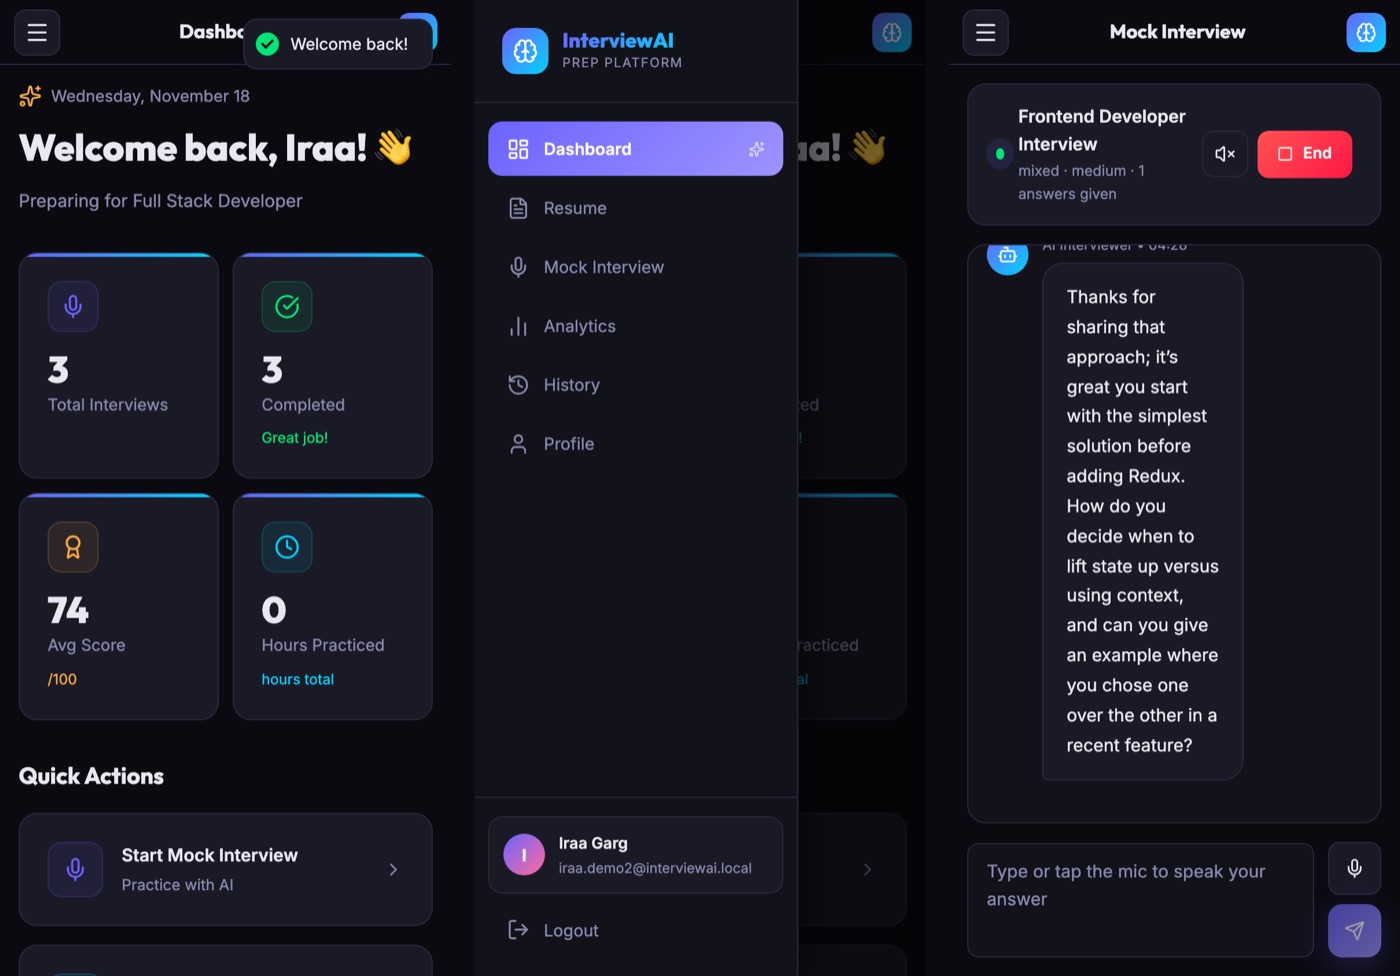 Dashbo
Welcome back!
Wednesday, November 18
Welcome back, Iraa! 👋
Preparing for Full Stack Developer
3
Total Interviews
3
Completed
Great job!
74
Avg Score
/100
0
Hours Practiced
hours total
Quick Actions
Start Mock Interview
Practice with AI
InterviewAI
PREP PLATFORM
Dashboard
Resume
Mock Interview
Analytics
History
Profile
Iraa Garg
I
iraa.demo2@interviewai.local
Logout
aa! 👋
ted
!
racticed
al
Mock Interview
Frontend Developer
Interview
mixed · medium · 1
answers given
End
AI Interviewer • 04:28
Thanks for
sharing that
approach; it’s
great you start
with the simplest
solution before
adding Redux.
How do you
decide when to
lift state up versus
using context,
and can you give
an example where
you chose one
over the other in a
recent feature?
Type or tap the mic to speak your
answer